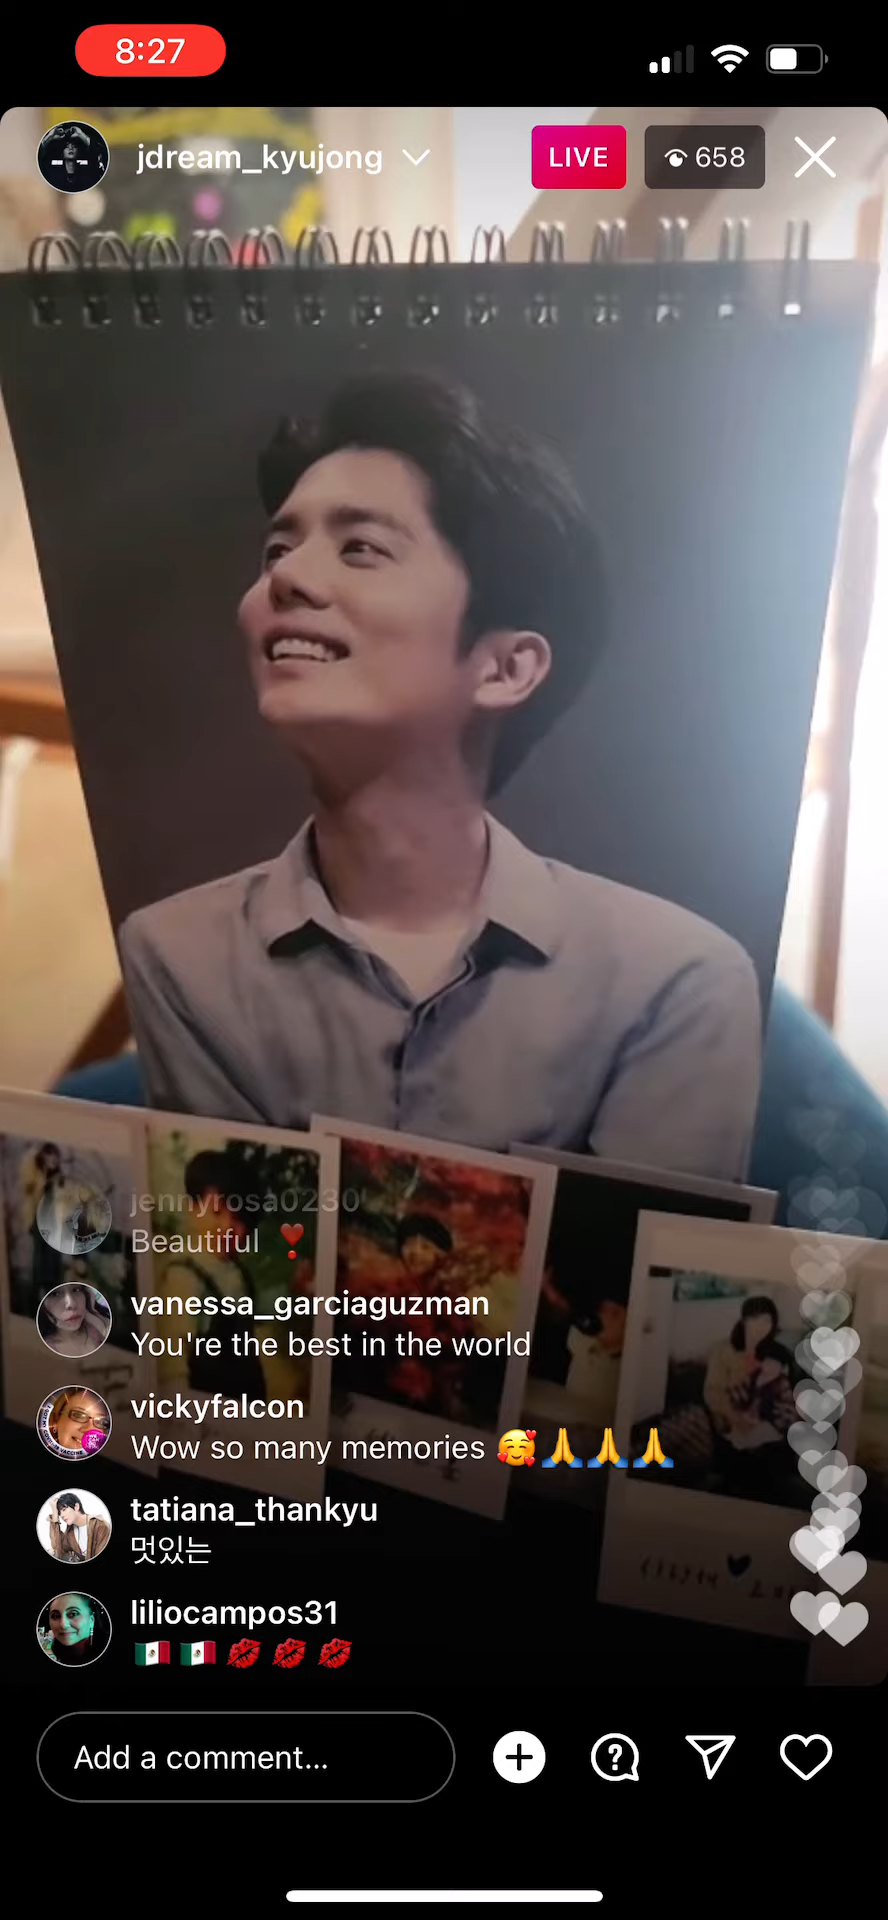 8:27
jdream_kyujong
LIVE
658
jennyrosa0230
Beautiful ❣️
vanessa_garciaguzman
You're the best in the world
vickyfalcon
Wow so many memories 🥰🙏🙏🙏
tatiana_thankyu
멋있는
liliocampos31
🇲🇽🇲🇽💋💋💋
Add a comment...